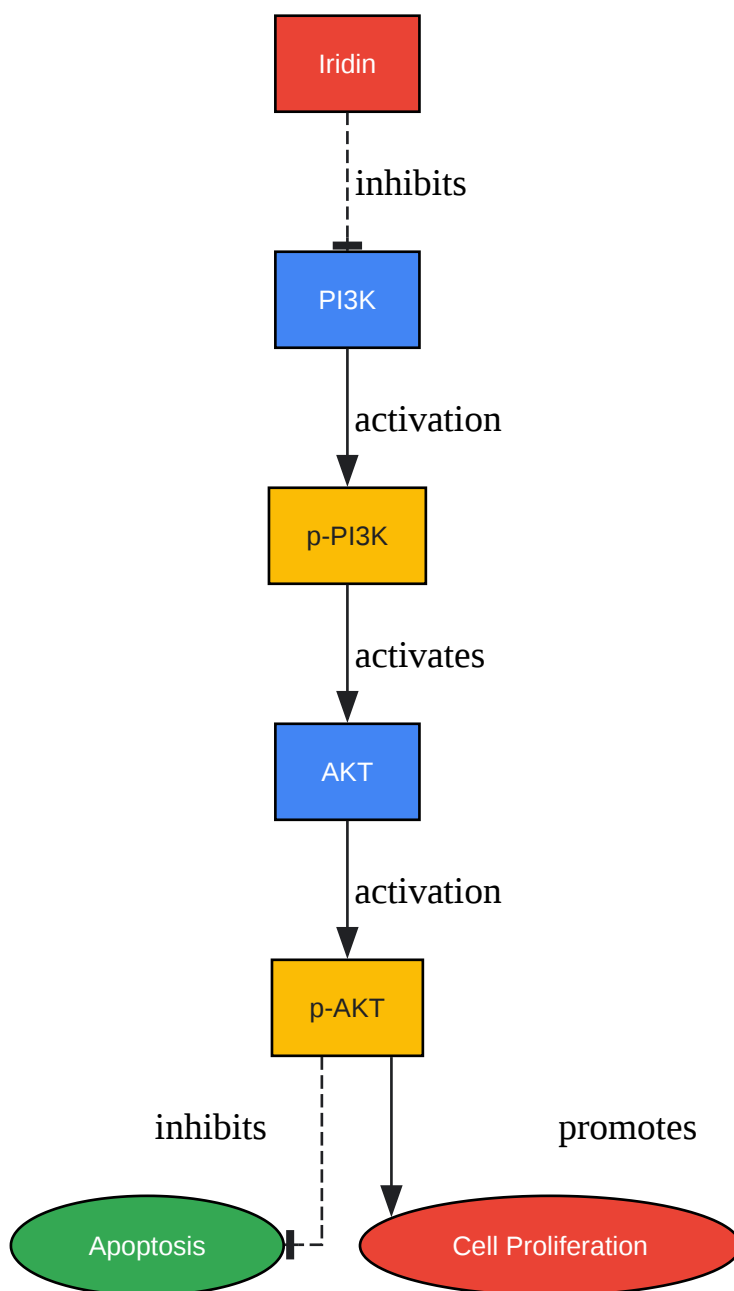 Iridin
inhibits
PI3K
activation
p-PI3K
activates
AKT
activation
p-AKT
inhibits
promotes
Apoptosis
Cell Proliferation